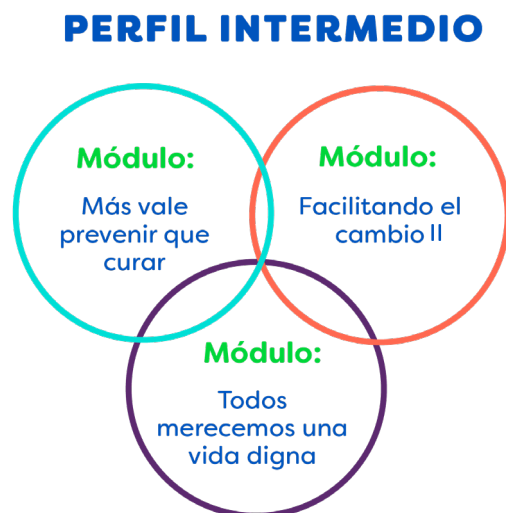 PERFIL INTERMEDIO
Módulo:
Más vale
prevenir que
curar
Módulo:
Facilitando el
cambio II
Módulo:
Todos
merecemos una
vida digna